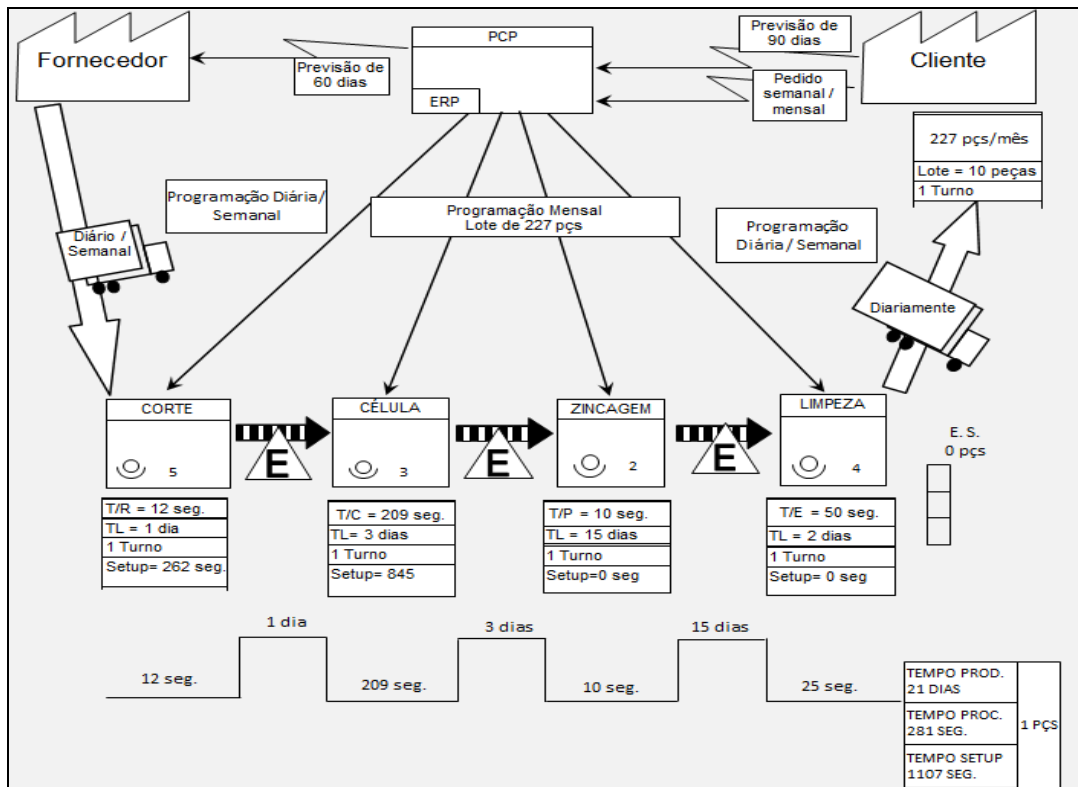 Fornecedor
Previsão de
60 dias
PCP
ERP
Previsão de
90 dias
Pedido
semanal /
mensal
Cliente
227 pçs/mês
Lote = 10 peças
1 Turno
Diário /
Semanal
Programação Diária/
Semanal
Programação Mensal
Lote de 227 pçs
Programação
Diária/ Semanal
Diariamente
CORTE
5
E
CÉLULA
3
E
ZINCAGEM
2
E
LIMPEZA
4
E. S.
0 pçs
T/R = 12 seg.
TL = 1 dia
1 Turno
Setup= 262 seg.
T/C = 209 seg.
TL= 3 dias
1 Turno
Setup= 845
T/P = 10 seg.
TL = 15 dias
1 Turno
Setup=0 seg
T/E = 50 seg.
TL = 2 dias
1 Turno
Setup= 0 seg
12 seg.
1 dia
209 seg.
3 dias
10 seg.
15 dias
25 seg.
TEMPO PROD.
21 DIAS
TEMPO PROC.
281 SEG.
TEMPO SETUP
1107 SEG.
1 PÇS